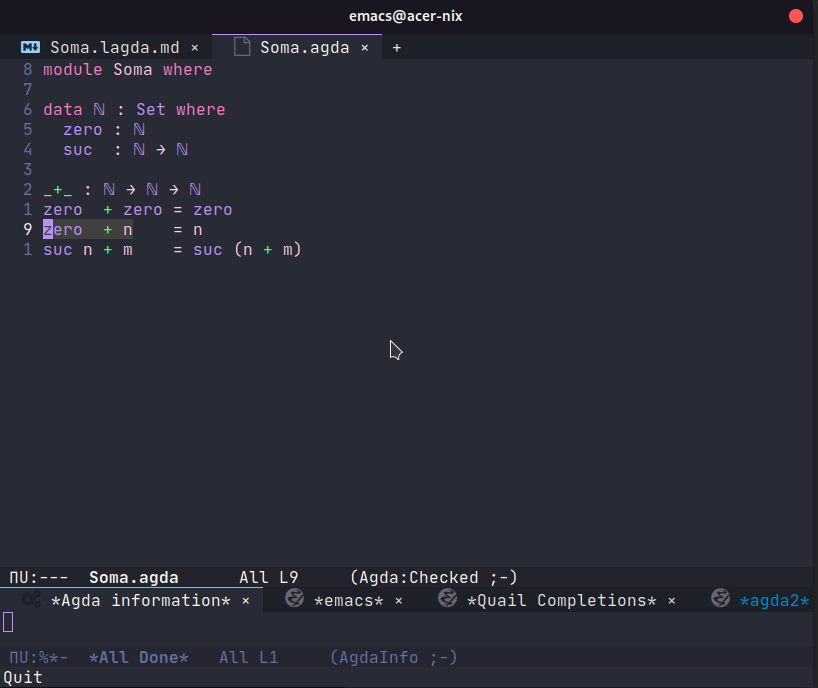 emacs@acer-nix
Soma.lagda.md × Soma.agda × +
8 module Soma where
7
6 data ℕ : Set where
5   zero : ℕ
4   suc  : ℕ → ℕ
3
2 _+_ : ℕ → ℕ → ℕ
1 zero  + zero = zero
9 zero  + n    = n
1 suc n + m    = suc (n + m)
ΠU:---  Soma.agda      All L9     (Agda:Checked ;-)
*Agda information* × *emacs* × *Quail Completions* × *agda2*
ΠU:%*-  *All Done*   All L1     (AgdaInfo ;-)
Quit